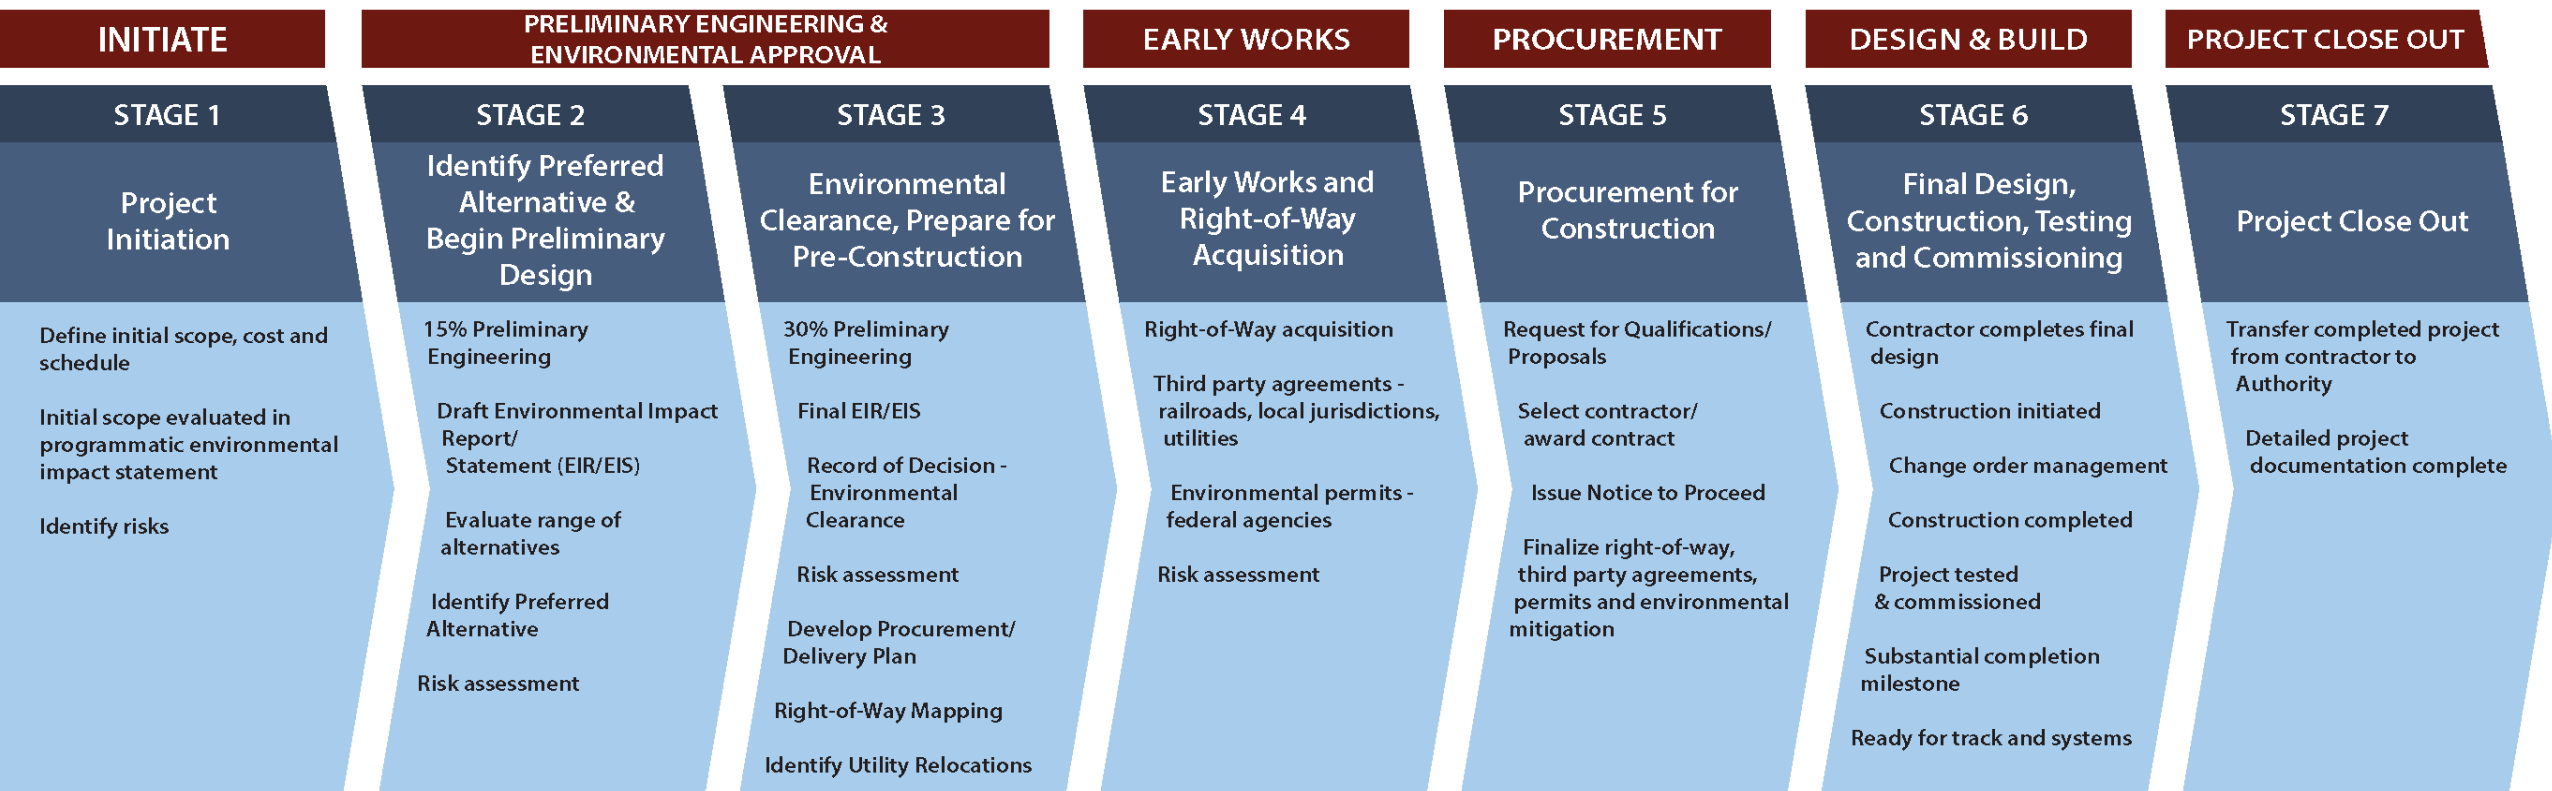 INITIATE
PRELIMINARY ENGINEERING &
ENVIRONMENTAL APPROVAL
EARLY WORKS
PROCUREMENT
DESIGN & BUILD
PROJECT CLOSE OUT
STAGE 1
Project
Initiation
Define initial scope, cost and
schedule
Initial scope evaluated in
programmatic environmental
impact statement
Identify risks
STAGE 2
Identify Preferred
Alternative &
Begin Preliminary
Design
15% Preliminary
Engineering
Draft Environmental Impact
Report/
Statement (EIR/EIS)
Evaluate range of
alternatives
Identify Preferred
Alternative
Risk assessment
STAGE 3
Environmental
Clearance, Prepare for
Pre-Construction
30% Preliminary
Engineering
Final EIR/EIS
Record of Decision -
Environmental
Clearance
Risk assessment
Develop Procurement/
Delivery Plan
Right-of-Way Mapping
Identify Utility Relocations
STAGE 4
Early Works and
Right-of-Way
Acquisition
Right-of-Way acquisition
Third party agreements -
railroads, local jurisdictions,
utilities
Environmental permits -
federal agencies
Risk assessment
STAGE 5
Procurement for
Construction
Request for Qualifications/
Proposals
Select contractor/
award contract
Issue Notice to Proceed
Finalize right-of-way,
third party agreements,
permits and environmental
mitigation
STAGE 6
Final Design,
Construction, Testing
and Commissioning
Contractor completes final
design
Construction initiated
Change order management
Construction completed
Project tested
& commissioned
Substantial completion
milestone
Ready for track and systems
STAGE 7
Project Close Out
Transfer completed project
from contractor to
Authority
Detailed project
documentation complete